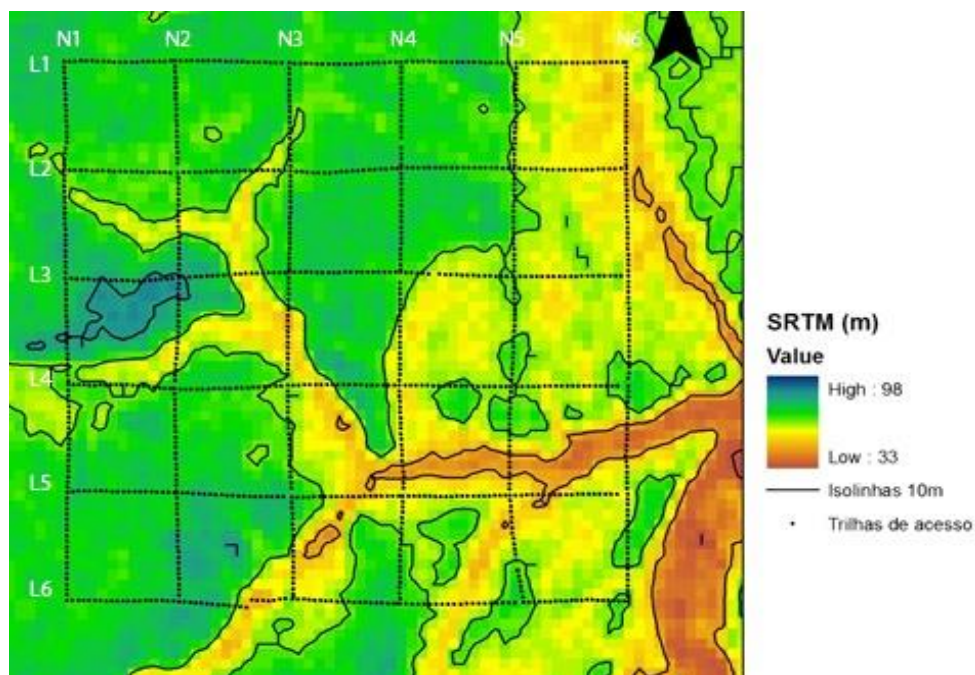 N1 N2 N3 N4 N5 N6
L1
L2
L3
L4
L5
L6
SRTM (m)
Value
High : 98
Low : 33
Isolinhas 10m
Trilhas de acesso